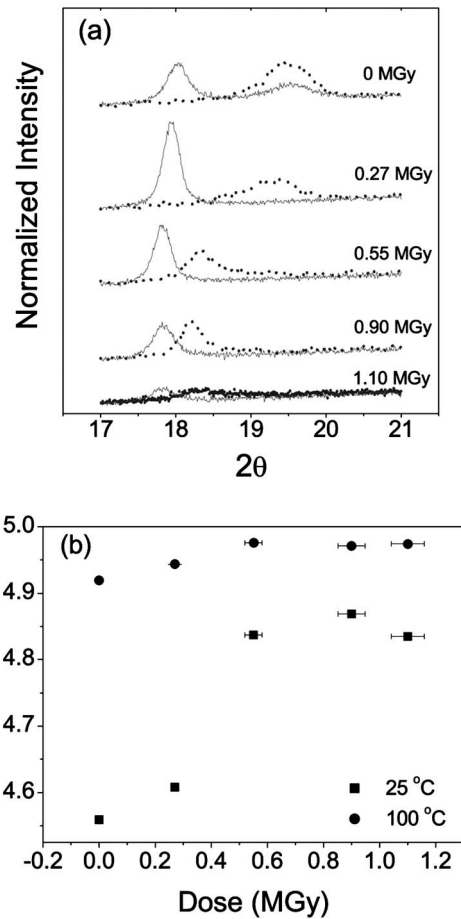 (a)
Normalized Intensity
0 MGy
0.27 MGy
0.55 MGy
0.90 MGy
1.10 MGy
17 18 19 20 21
2θ
(b)
5.0
4.9
4.8
4.7
4.6
25 °C
100 °C
-0.2 0.0 0.2 0.4 0.6 0.8 1.0 1.2
Dose (MGy)